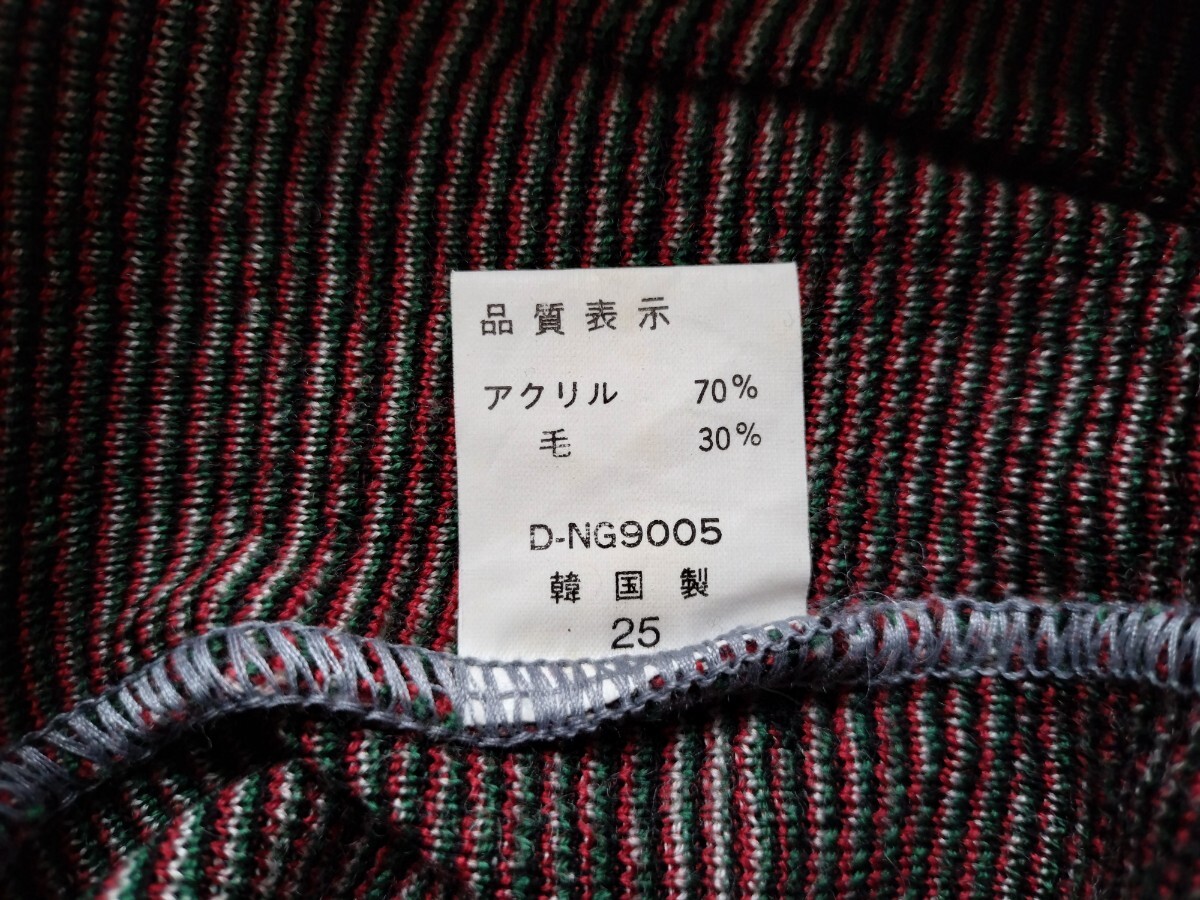 品質表示
アクリル 70%
毛 30%
D-NG9005
韓国製
25